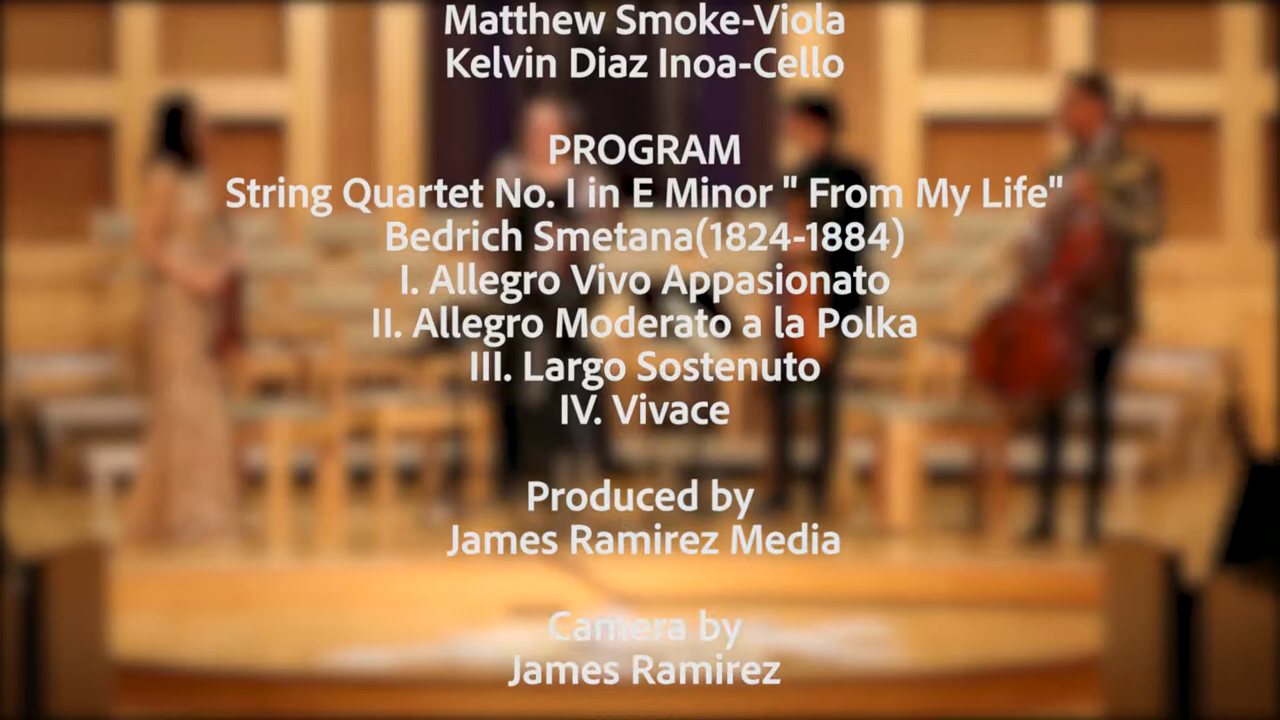 Matthew Smoke-Viola
Kelvin Diaz Inoa-Cello
PROGRAM
String Quartet No. I in E Minor " From My Life"
Bedrich Smetana(1824-1884)
I. Allegro Vivo Appasionato
II. Allegro Moderato a la Polka
III. Largo Sostenuto
IV. Vivace
Produced by
James Ramirez Media
Camera by
James Ramirez